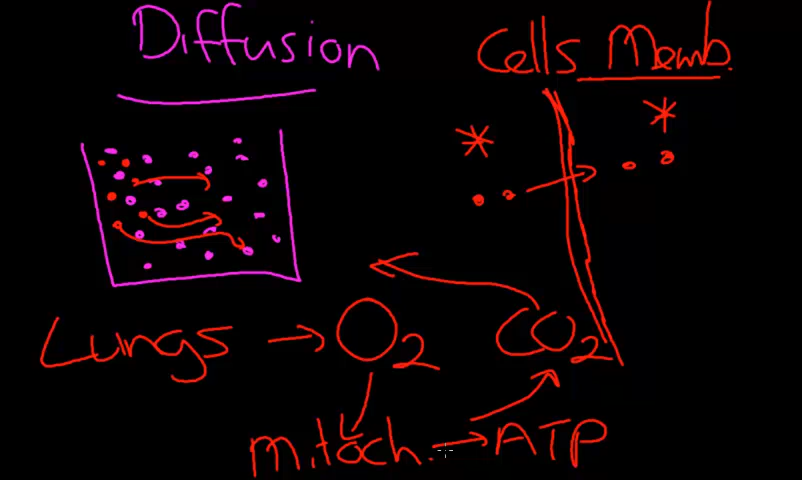 Diffusion
Cells Memb.
Lungs → O2
CO2
mitoch. → ATP